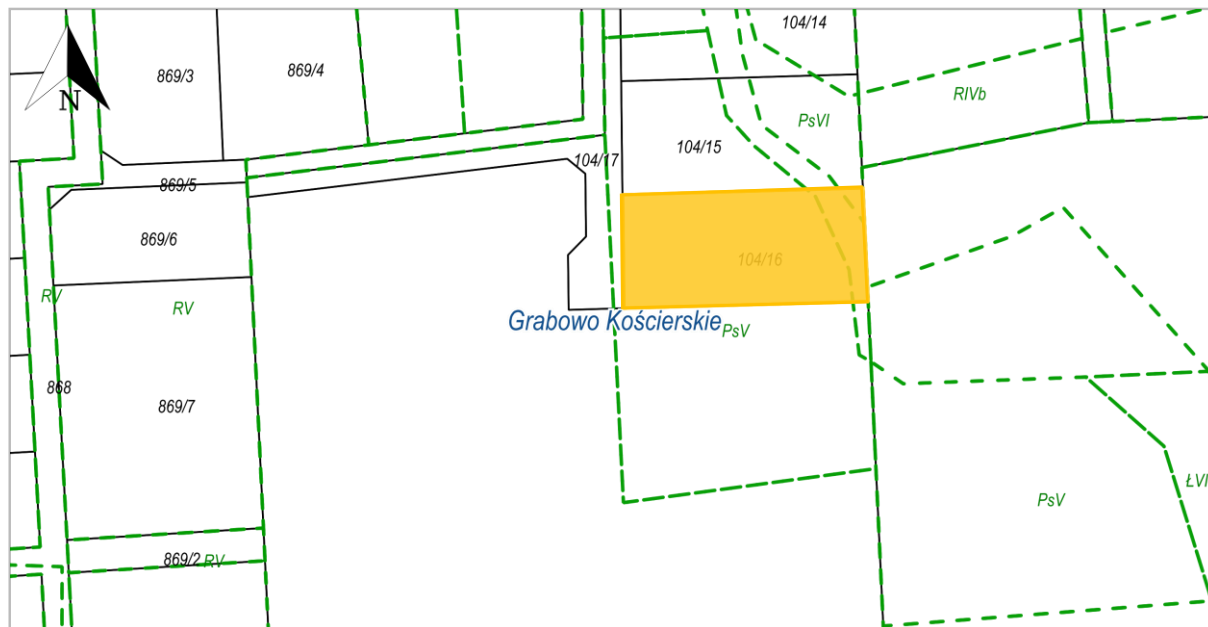 104/14
869/3
869/4
RIVb
N
PsVI
104/15
104/17
869/5
869/6
104/16
RV
RV
Grabowo Kościerskie
PsV
868
869/7
ŁVI
PsV
869/2
RV